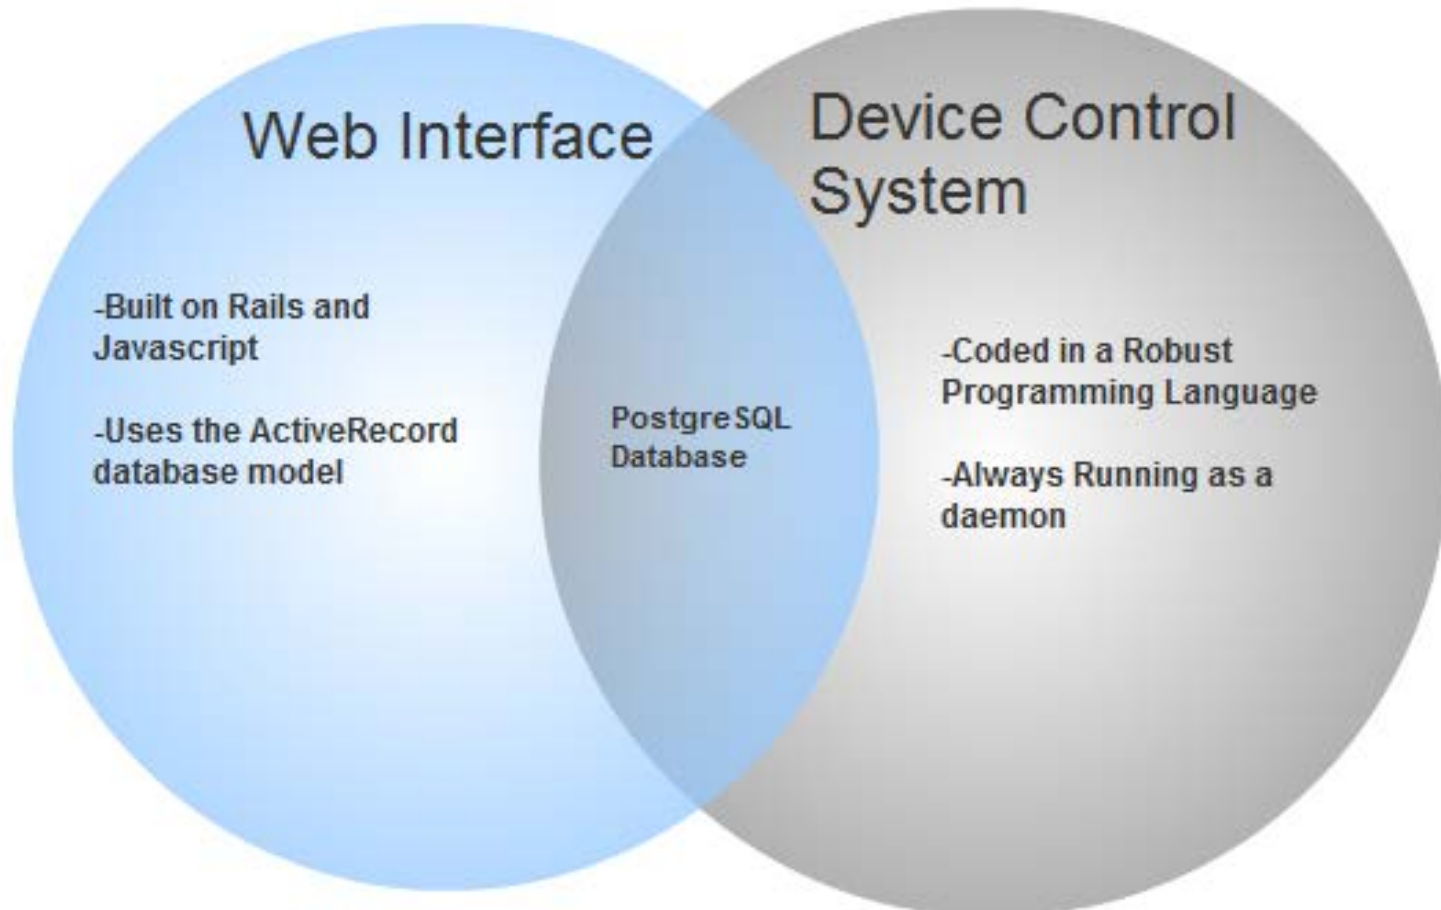 Web Interface
Device Control
System
-Built on Rails and
Javascript
-Uses the ActiveRecord
database model
PostgreSQL
Database
-Coded in a Robust
Programming Language
-Always Running as a
daemon